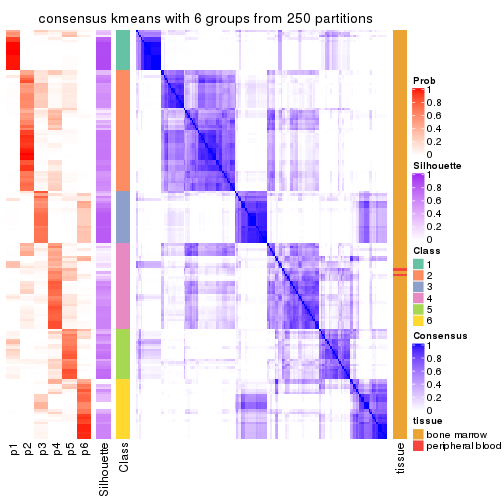 consensus kmeans with 6 groups from 250 partitions
Prob
1
0.8
0.6
0.4
0.2
0
Silhouette
1
0.8
0.6
0.4
0.2
0
Class
1
2
3
4
5
6
Consensus
1
0.8
0.6
0.4
0.2
0
tissue
bone marrow
peripheral blood
p1
p2
p3
p4
p5
p6
Silhouette
Class
tissue